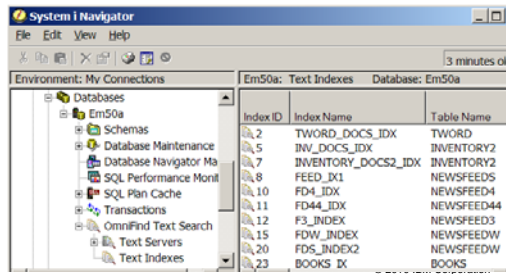 System i Navigator
File Edit View Help
3 minutes ol
Environment: My Connections
Em50a: Text Indexes Database: Em50a
Databases
Em50a
Schemas
Database Maintenance
Database Navigator Ma
SQL Performance Monit
SQL Plan Cache
Transactions
OmniFind Text Search
Text Servers
Text Indexes
Index ID Index Name Table Name
2 TWORD_DOCS_IDX TWORD
5 INV_DOCS_IDX INVENTORY2
7 INVENTORY_DOCS2_IDX INVENTORY2
8 FEED_IX1 NEWSFEEDS
10 FD4_IDX NEWSFEED4
11 FD44_IDX NEWSFEED44
12 F3_INDEX NEWSFEED3
15 FDW_INDEX NEWSFEEDW
20 FDS_INDEX2 NEWSFEEDW
23 BOOKS_IX BOOKS